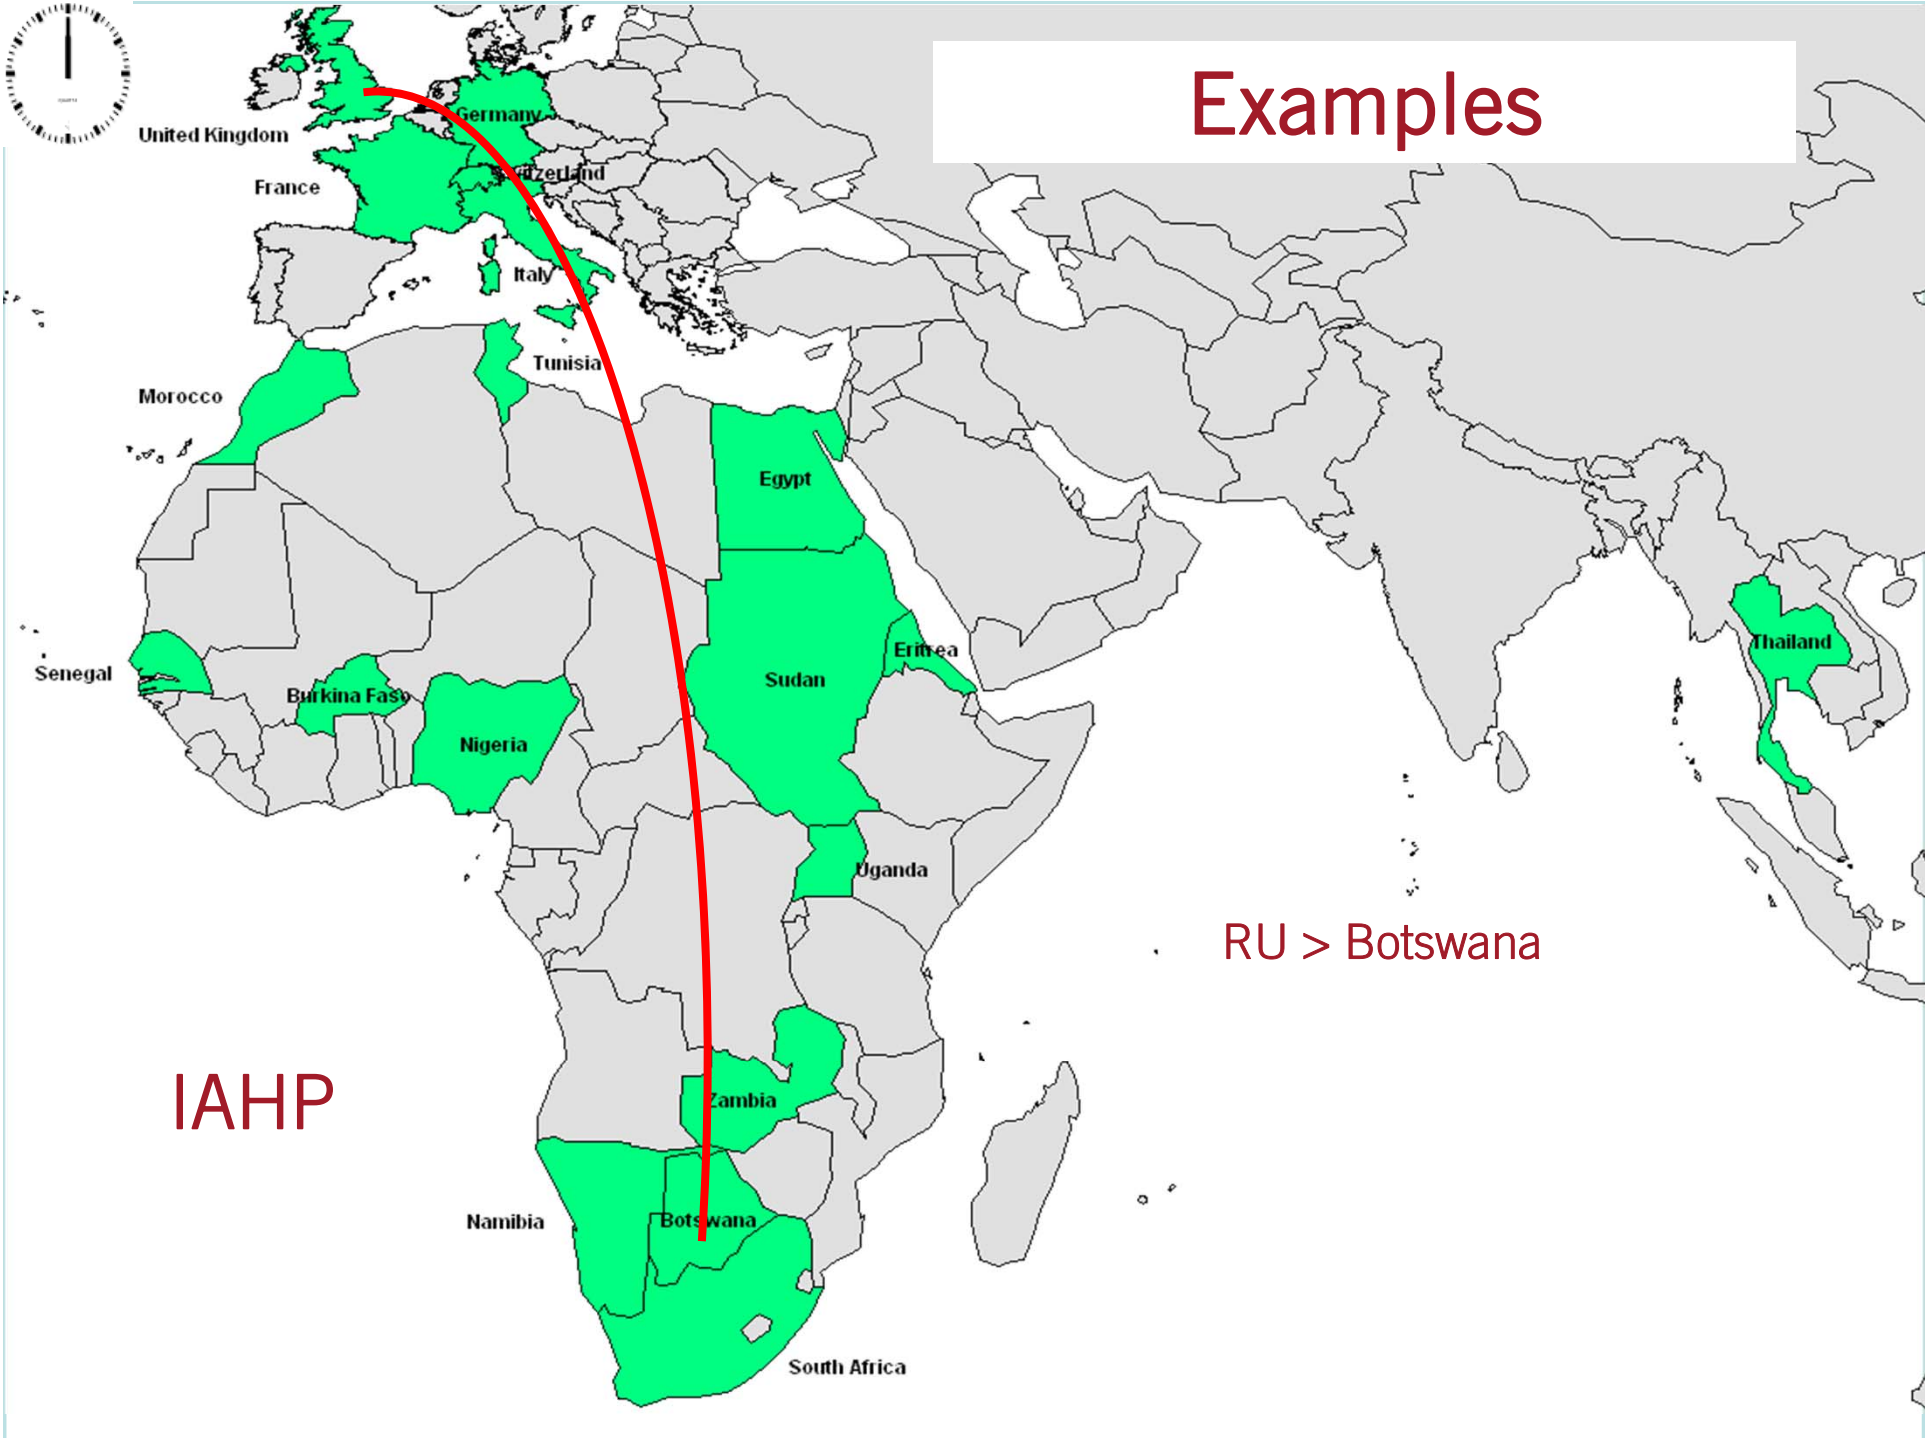 Examples
Germany
United Kingdom
Switzerland
France
Italy
Tunisia
Morocco
Egypt
Thailand
Eritrea
Senegal
Sudan
Burkina Faso
Nigeria
Uganda
RU > Botswana
IAHP
Zambia
Botswana
Namibia
South Africa